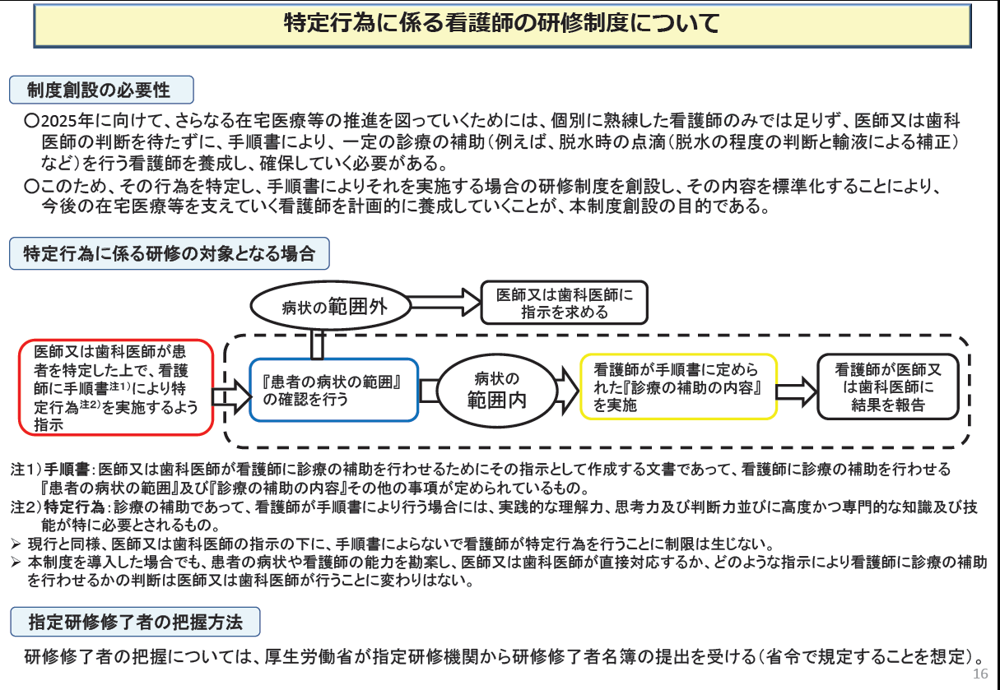 特定行為に係る看護師の研修制度について
制度創設の必要性
○2025年に向けて、さらなる在宅医療等の推進を図っていくためには、個別に熟練した看護師のみでは足りず、医師又は歯科
医師の判断を待たずに、手順書により、一定の診療の補助(例えば、脱水時の点滴(脱水の程度の判断と輸液による補正)
など)を行う看護師を養成し、確保していく必要がある。
○このため、その行為を特定し、手順書によりそれを実施する場合の研修制度を創設し、その内容を標準化することにより、
今後の在宅医療等を支えていく看護師を計画的に養成していくことが、本制度創設の目的である。
特定行為に係る研修の対象となる場合
病状の範囲外
医師又は歯科医師に
指示を求める
医師又は歯科医師が患
者を特定した上で、看護
師に手順書注1)により特
定行為注2)を実施するよう
指示
『患者の病状の範囲』
の確認を行う
病状の
範囲内
看護師が手順書に定めら
れた『診療の補助の内容』
を実施
看護師が医師又
は歯科医師に
結果を報告
注1)手順書:医師又は歯科医師が看護師に診療の補助を行わせるためにその指示として作成する文書であって、看護師に診療の補助を行わせる
『患者の病状の範囲』及び『診療の補助の内容』その他の事項が定められているもの。
注2)特定行為:診療の補助であって、看護師が手順書により行う場合には、実践的な理解力、思考力及び判断力並びに高度かつ専門的な知識及び技
能が特に必要とされるもの。
➢ 現行と同様、医師又は歯科医師の指示の下に、手順書によらないで看護師が特定行為を行うことに制限は生じない。
➢ 本制度を導入した場合でも、患者の病状や看護師の能力を勘案し、医師又は歯科医師が直接対応するか、どのような指示により看護師に診療の補助
を行わせるかの判断は医師又は歯科医師が行うことに変わりはない。
指定研修修了者の把握方法
研修修了者の把握については、厚生労働省が指定研修機関から研修修了者名簿の提出を受ける(省令で規定することを想定)。
16